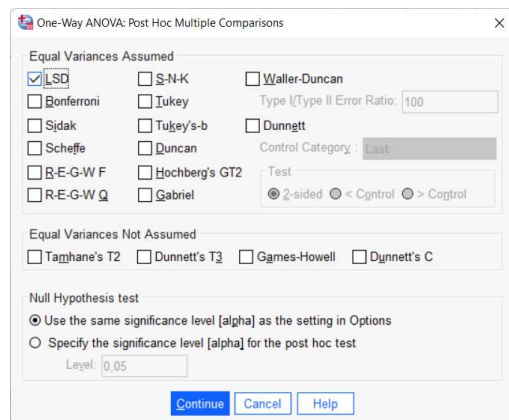 One-Way ANOVA: Post Hoc Multiple Comparisons
Equal Variances Assumed
LSD S-N-K Waller-Duncan
Bonferroni Tukey Type I/Type II Error Ratio: 100
Sidak Tukey's-b Dunnett
Scheffe Duncan Control Category : Last
R-E-G-W F Hochberg's GT2 Test
R-E-G-W Q Gabriel 2-sided < Control > Control
Equal Variances Not Assumed
Tamhane's T2 Dunnett's T3 Games-Howell Dunnett's C
Null Hypothesis test
Use the same significance level [alpha] as the setting in Options
Specify the significance level [alpha] for the post hoc test
Level: 0,05
Continue Cancel Help